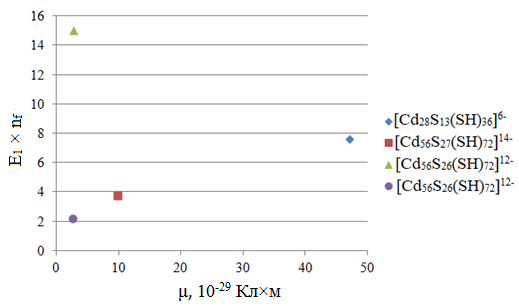 16
14
12
10
8
6
4
2
0
E₁ × n_f
0 10 20 30 40 50
μ, 10⁻²⁹ Кл×м
[Cd₂₈S₁₃(SH)₃₆]⁶⁻
[Cd₅₆S₂₇(SH)₇₂]¹⁴⁻
[Cd₅₆S₂₆(SH)₇₂]¹²⁻
[Cd₅₆S₂₆(SH)₇₂]¹²⁻